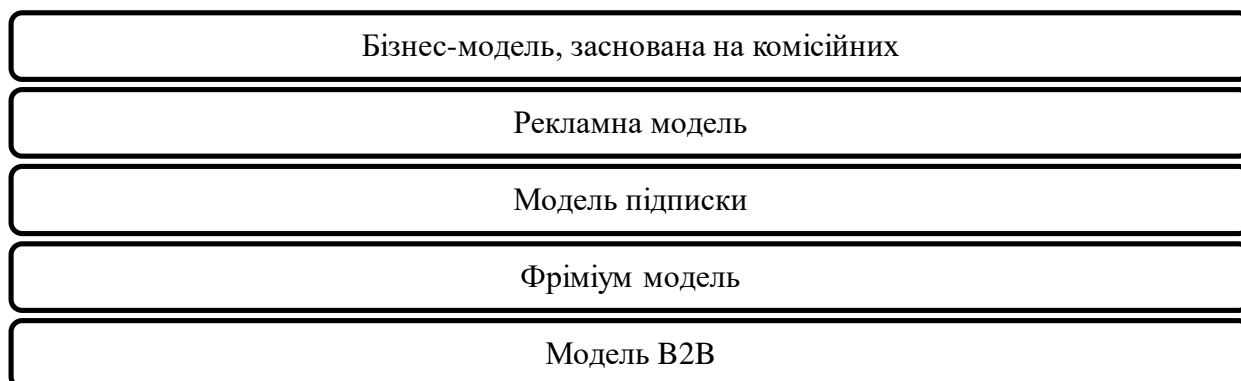 Бізнес-модель, заснована на комісійних
Рекламна модель
Модель підписки
Фріміум модель
Модель B2B